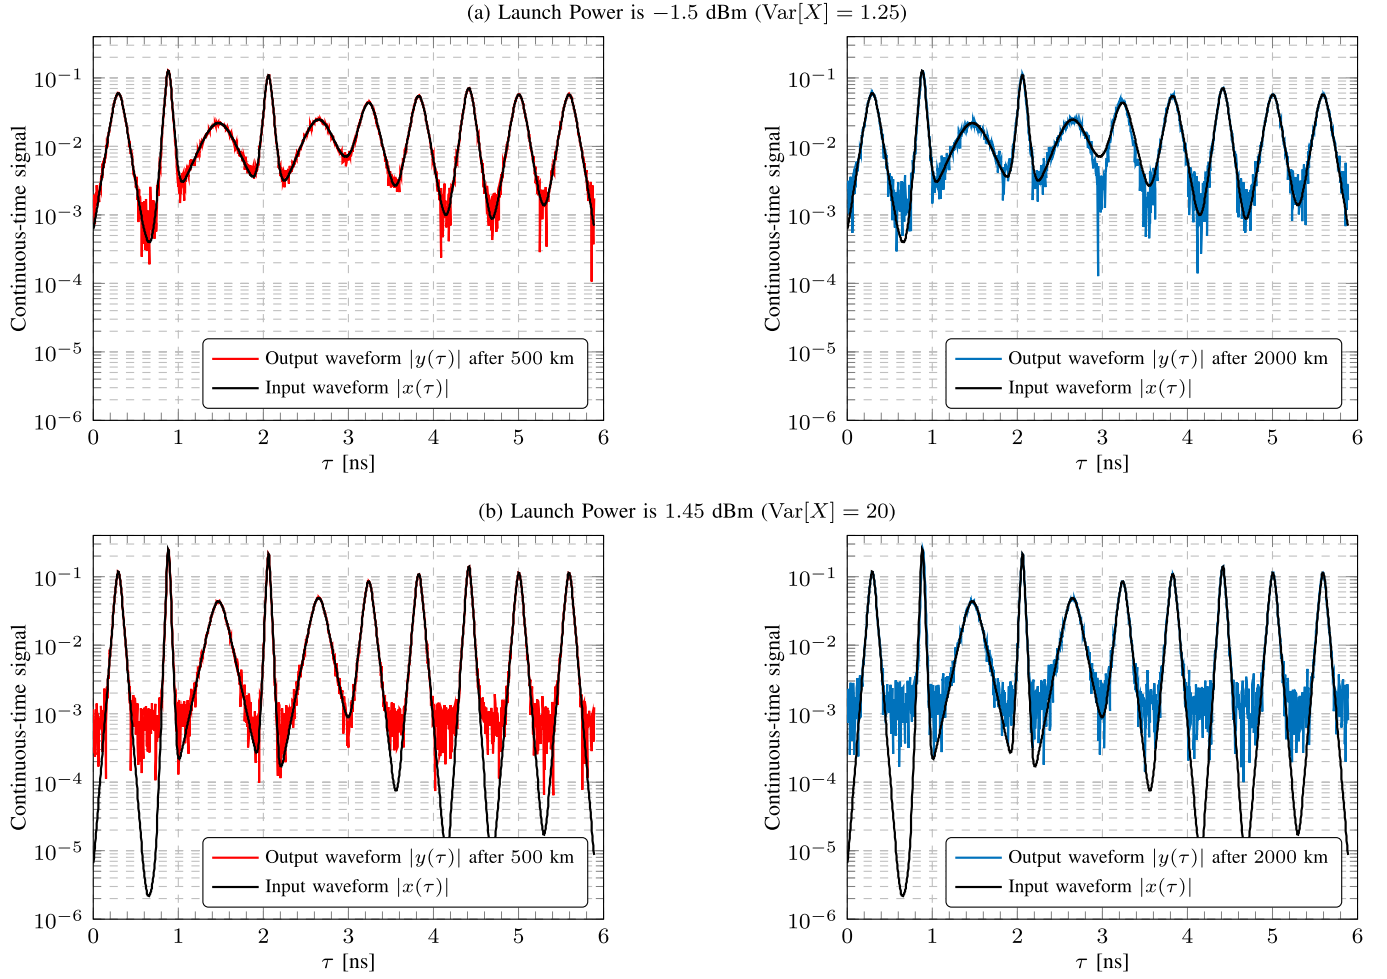 (a) Launch Power is −1.5 dBm (Var[X] = 1.25)
Continuous-time signal
10⁻¹
10⁻²
10⁻³
10⁻⁴
10⁻⁵
10⁻⁶
Output waveform |y(τ)| after 500 km
Input waveform |x(τ)|
0 1 2 3 4 5 6
τ [ns]
Continuous-time signal
10⁻¹
10⁻²
10⁻³
10⁻⁴
10⁻⁵
10⁻⁶
Output waveform |y(τ)| after 2000 km
Input waveform |x(τ)|
0 1 2 3 4 5 6
τ [ns]
(b) Launch Power is 1.45 dBm (Var[X] = 20)
Continuous-time signal
10⁻¹
10⁻²
10⁻³
10⁻⁴
10⁻⁵
10⁻⁶
Output waveform |y(τ)| after 500 km
Input waveform |x(τ)|
0 1 2 3 4 5 6
τ [ns]
Continuous-time signal
10⁻¹
10⁻²
10⁻³
10⁻⁴
10⁻⁵
10⁻⁶
Output waveform |y(τ)| after 2000 km
Input waveform |x(τ)|
0 1 2 3 4 5 6
τ [ns]